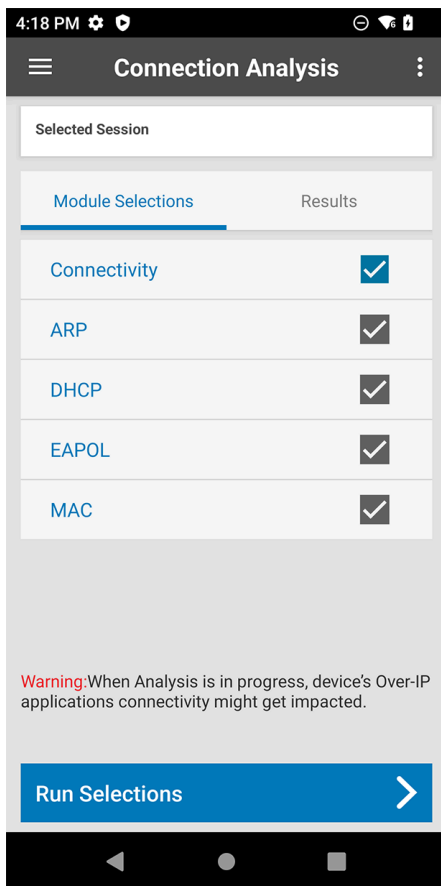 4:18 PM
Connection Analysis
Selected Session
Module Selections
Results
Connectivity
ARP
DHCP
EAPOL
MAC
Warning:When Analysis is in progress, device's Over-IP
applications connectivity might get impacted.
Run Selections